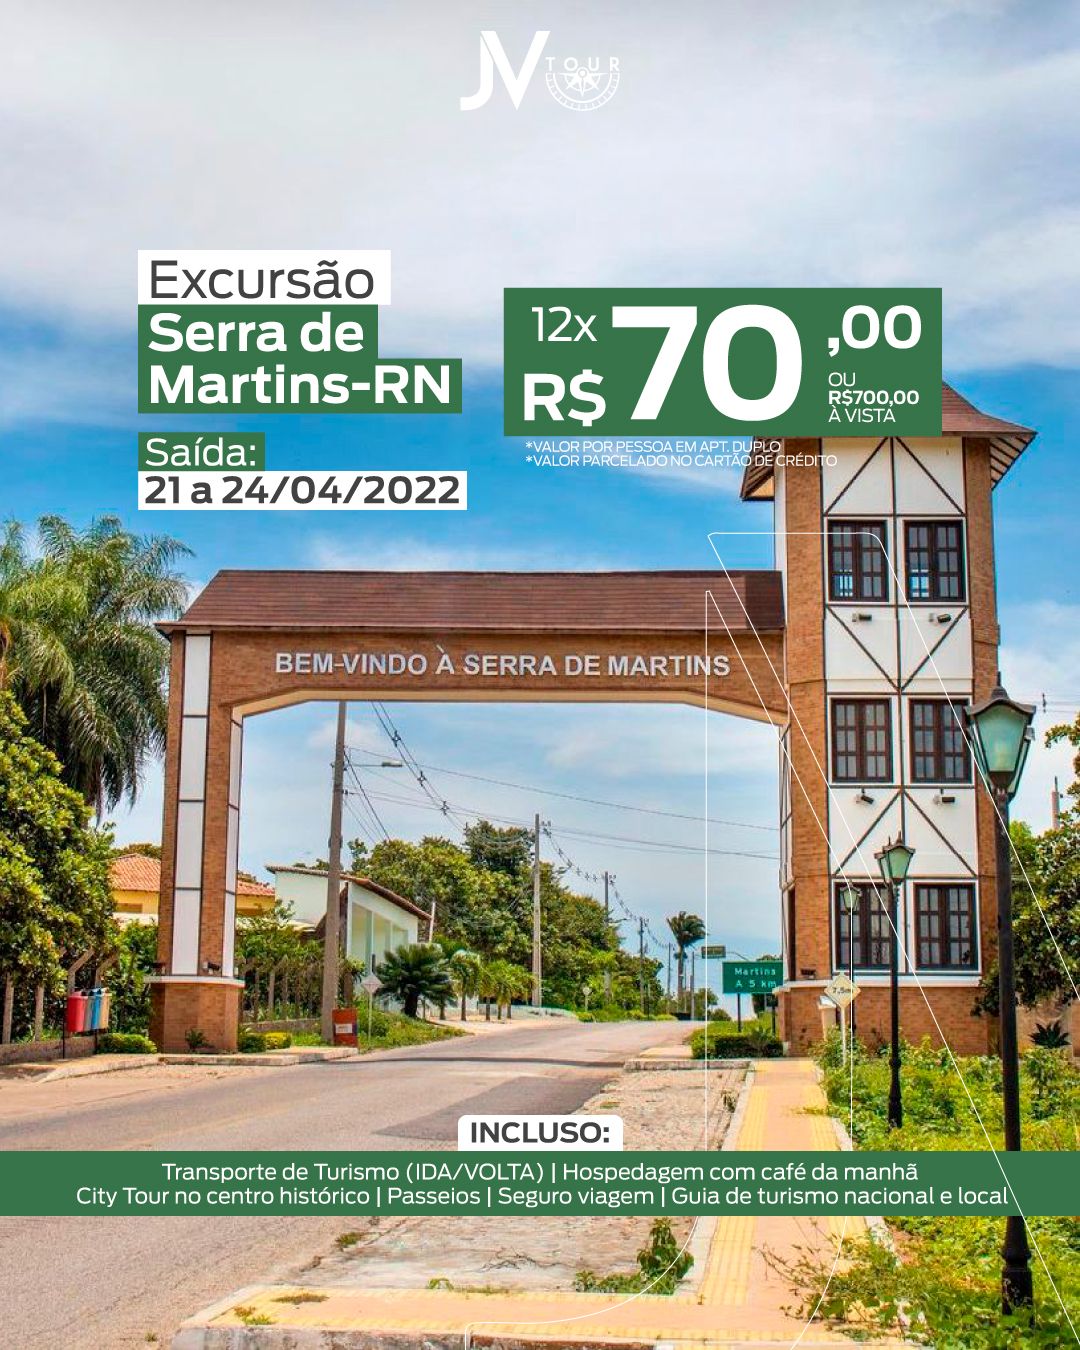 JV TOUR
Excursão
Serra de
Martins-RN
Saída:
21 a 24/04/2022
12x
R$ 70,00
OU
R$700,00
À VISTA
*VALOR POR PESSOA EM APT. DUPLO
*VALOR PARCELADO NO CARTÃO DE CRÉDITO
BEM-VINDO À SERRA DE MARTINS
Martins
A 5 km
7,5m
INCLUSO:
Transporte de Turismo (IDA/VOLTA) | Hospedagem com café da manhã
City Tour no centro histórico | Passeios | Seguro viagem | Guia de turismo nacional e local